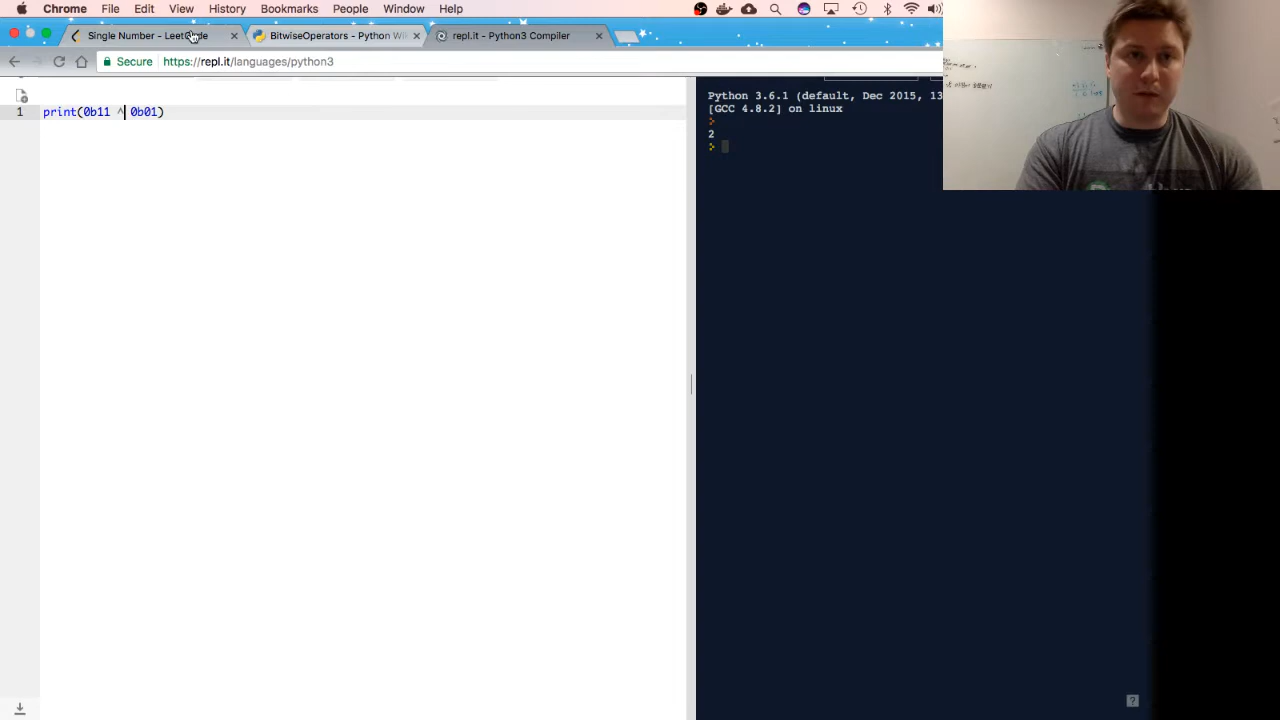 Chrome File Edit View History Bookmarks People Window Help
Single Number - LeetCode
BitwiseOperators - Python Wi
repl.it - Python3 Compiler
Secure https://repl.it/languages/python3
1 print(0b11 ^ 0b01)
Python 3.6.1 (default, Dec 2015, 13
[GCC 4.8.2] on linux
2
?